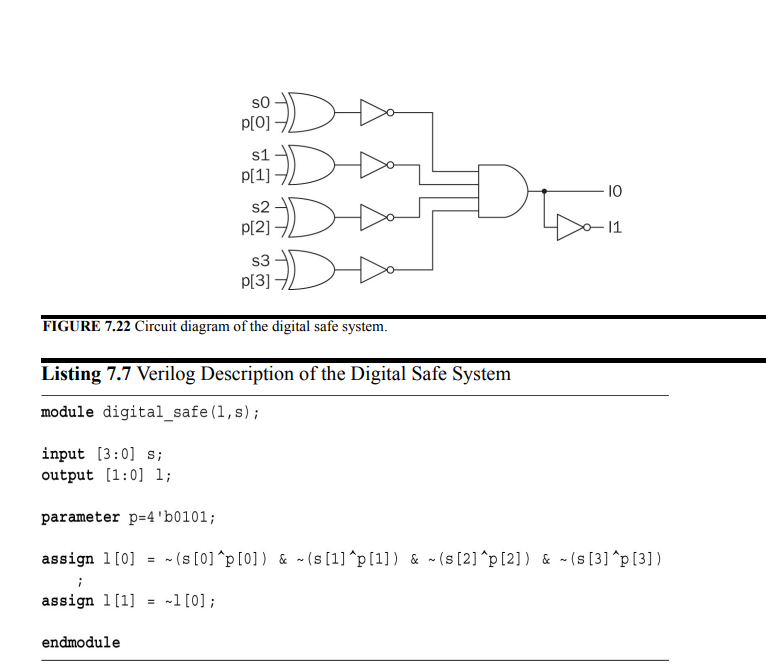 s0
p[0]
s1
p[1]
s2
p[2]
s3
p[3]
l0
l1
FIGURE 7.22 Circuit diagram of the digital safe system.
Listing 7.7 Verilog Description of the Digital Safe System
module digital_safe(l,s);
input [3:0] s;
output [1:0] l;
parameter p=4'b0101;
assign l[0] = ~(s[0]^p[0]) & ~(s[1]^p[1]) & ~(s[2]^p[2]) & ~(s[3]^p[3])
;
assign l[1] = ~l[0];
endmodule